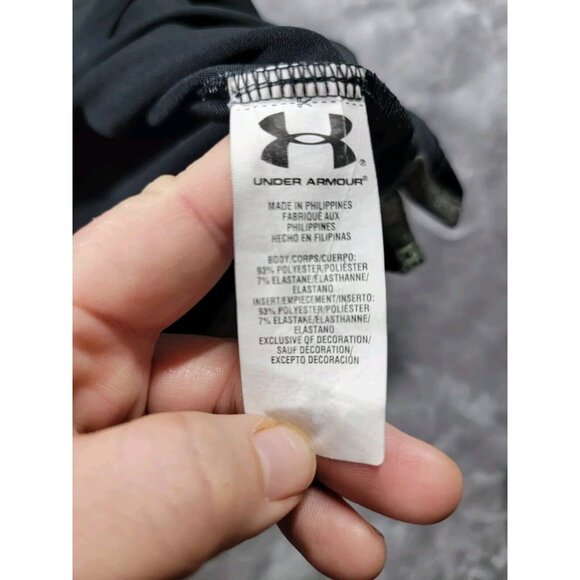 UNDER ARMOUR®
MADE IN PHILIPPINES
FABRIQUÉ AUX
PHILIPPINES
HECHO EN FILIPINAS
BODY/CORPS/CUERPO:
93% POLYESTER/POLIÉSTER
7% ELASTANE/ELASTHANNE/
ELASTANO
INSERT/EMPIECEMENT/INSERTO:
93% POLYESTER/POLIÉSTER
7% ELASTANE/ELASTHANNE/
ELASTANO
EXCLUSIVE OF DECORATION/
SAUF DÉCORATION/
EXCEPTO DECORACIÓN